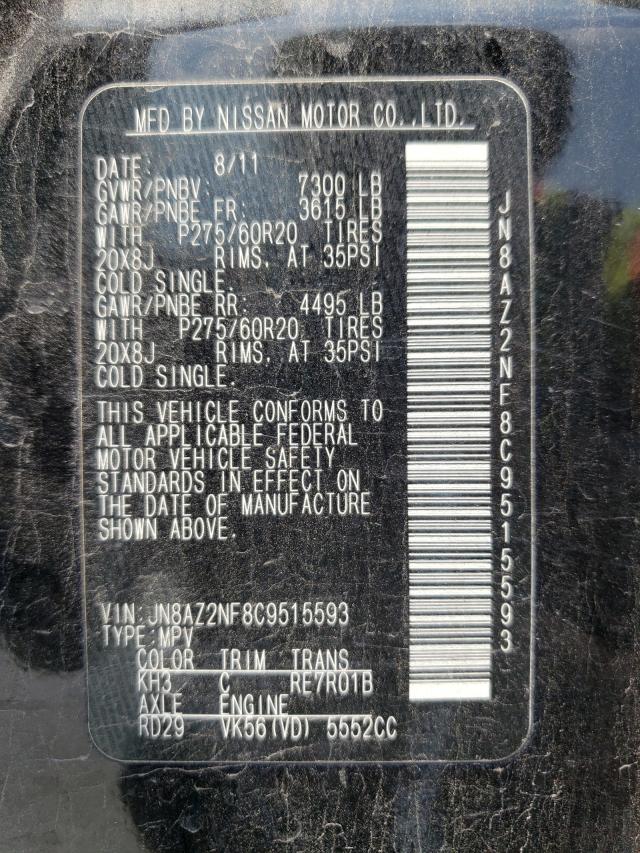 MFD BY NISSAN MOTOR CO.,LTD.
DATE: 8/11
GVWR/PNBV: 7300 LB
GAWR/PNBE FR: 3615 LB
WITH P275/60R20 TIRES
20X8J RIMS, AT 35PSI
COLD SINGLE.
GAWR/PNBE RR: 4495 LB
WITH P275/60R20 TIRES
20X8J RIMS, AT 35PSI
COLD SINGLE.
THIS VEHICLE CONFORMS TO
ALL APPLICABLE FEDERAL
MOTOR VEHICLE SAFETY
STANDARDS IN EFFECT ON
THE DATE OF MANUFACTURE
SHOWN ABOVE.
VIN:JN8AZ2NF8C9515593
TYPE:MPV
COLOR TRIM TRANS
KH3 C RE7R01B
AXLE ENGINE
RD29 VK56(VD) 5552CC
JN8AZ2NF8C9515593